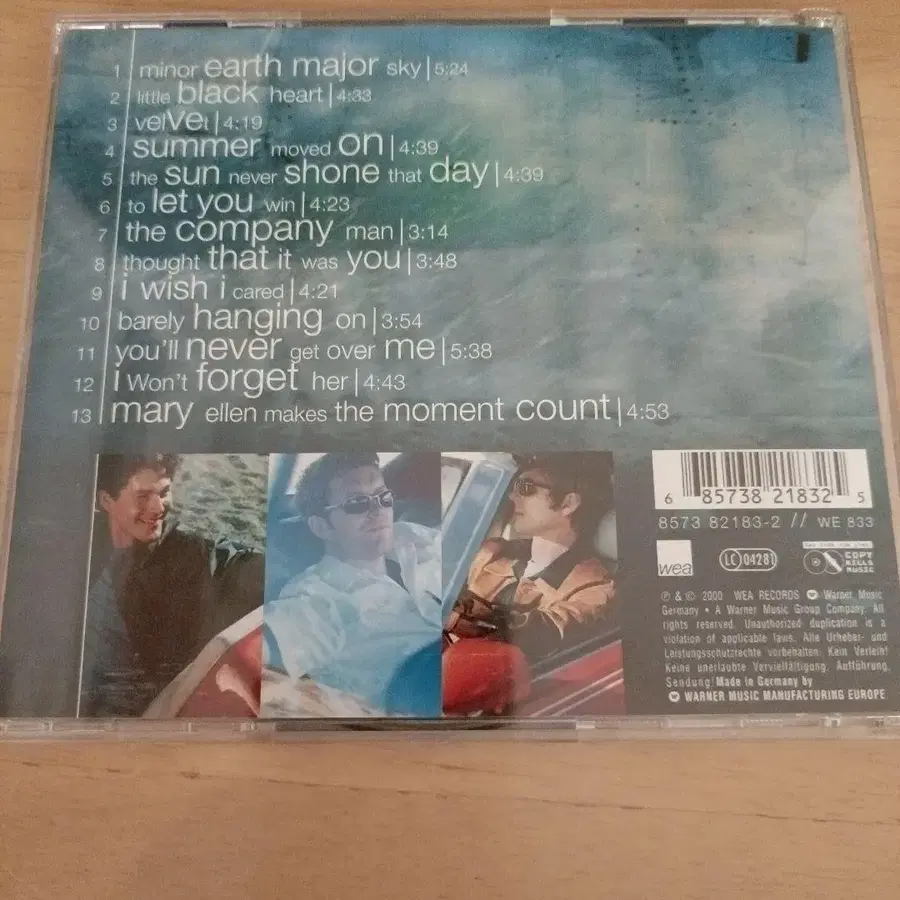 1 minor earth major sky | 5:24
2 little black heart | 4:33
3 velvet | 4:19
4 summer moved on | 4:39
5 the sun never shone that day | 4:39
6 to let you win | 4:23
7 the company man | 3:14
8 thought that it was you | 3:48
9 i wish i cared | 4:21
10 barely hanging on | 3:54
11 you'll never get over me | 5:38
12 i Won't forget her | 4:43
13 mary ellen makes the moment count | 4:53
6 85738 21832 5
8573 82183-2 // WE 833
wea
LC 04281
COPY KILLS MUSIC
℗ & © 2000 WEA RECORDS Warner Music
Germany • A Warner Music Group Company. All
rights reserved. Unauthorized duplication is a
violation of applicable laws. Alle Urheber- und
Leistungsschutzrechte vorbehalten. Kein Verleih!
Keine unerlaubte Vervielfältigung, Aufführung,
Sendung! Made in Germany by
WARNER MUSIC MANUFACTURING EUROPE